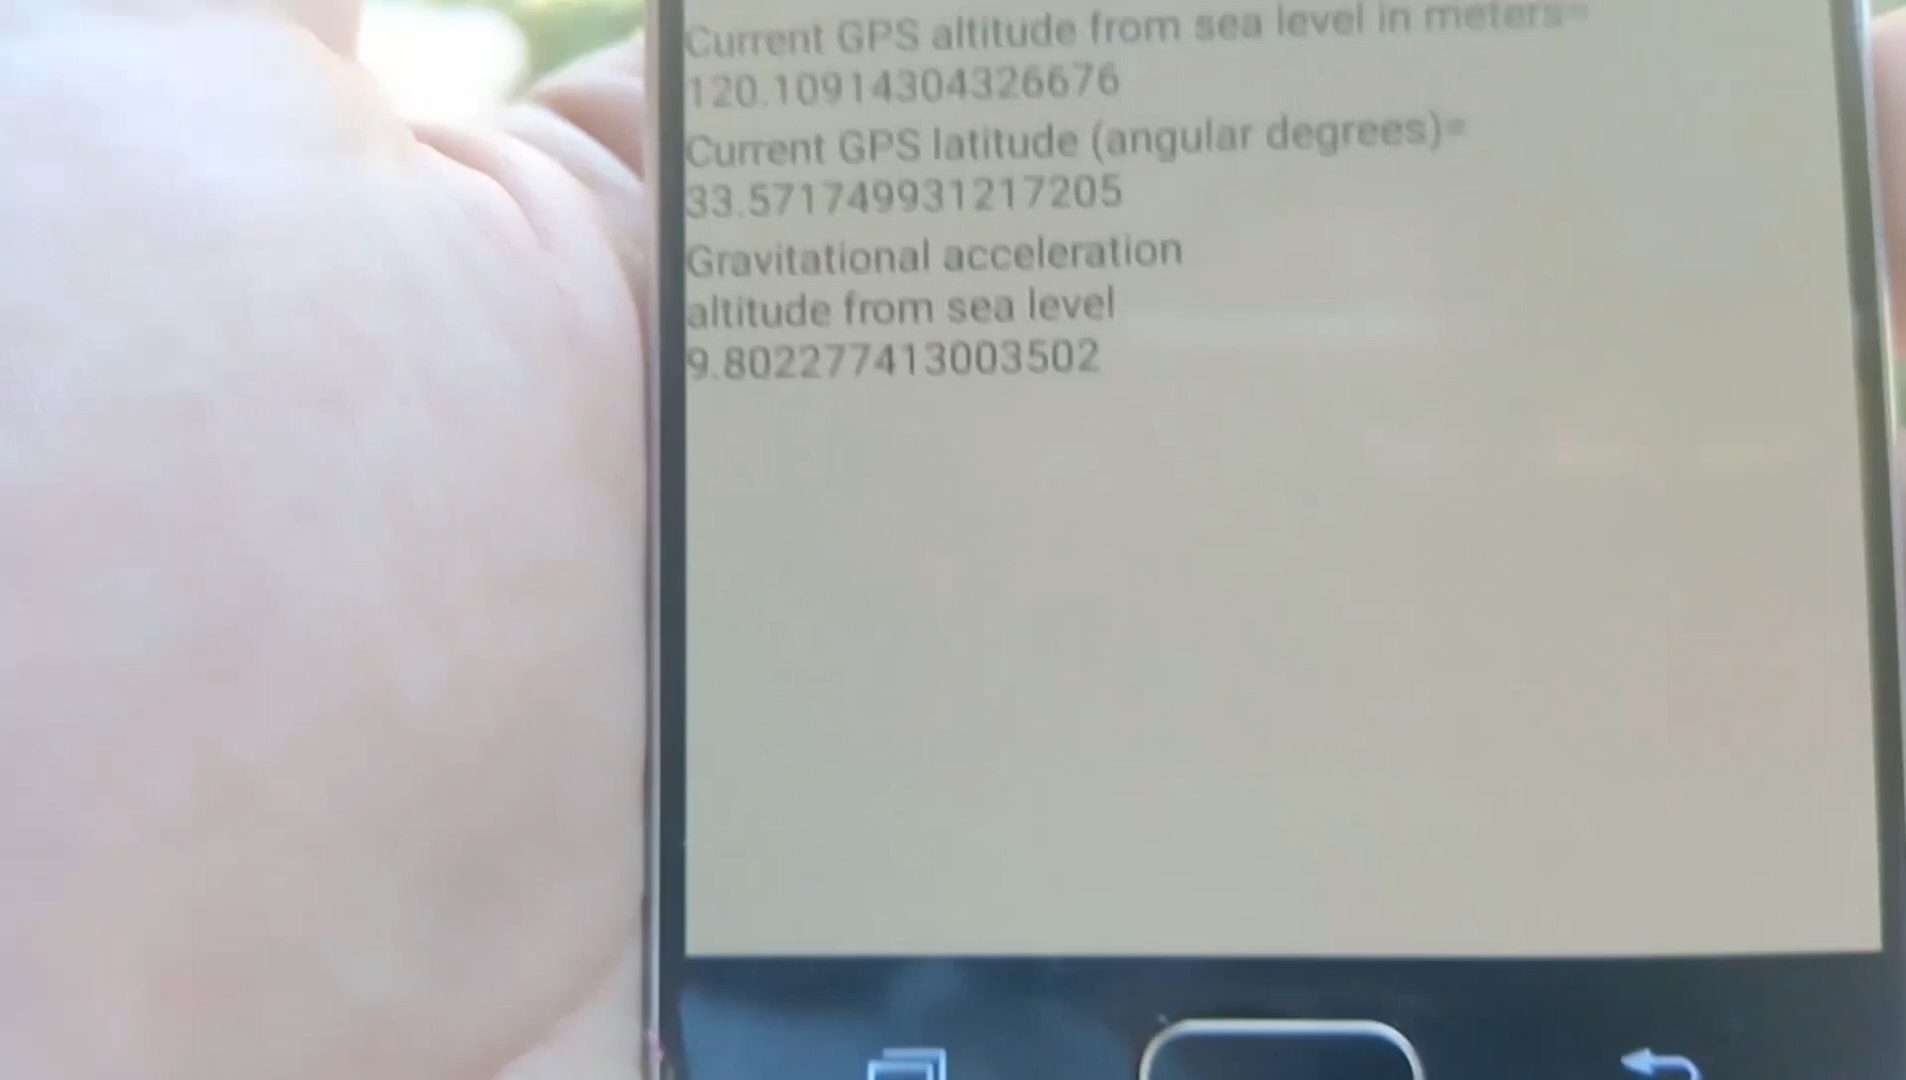 Current GPS altitude from sea level in meters=
120.10914304326676
Current GPS latitude (angular degrees)=
33.571749931217205
Gravitational acceleration
altitude from sea level
9.802277413003502